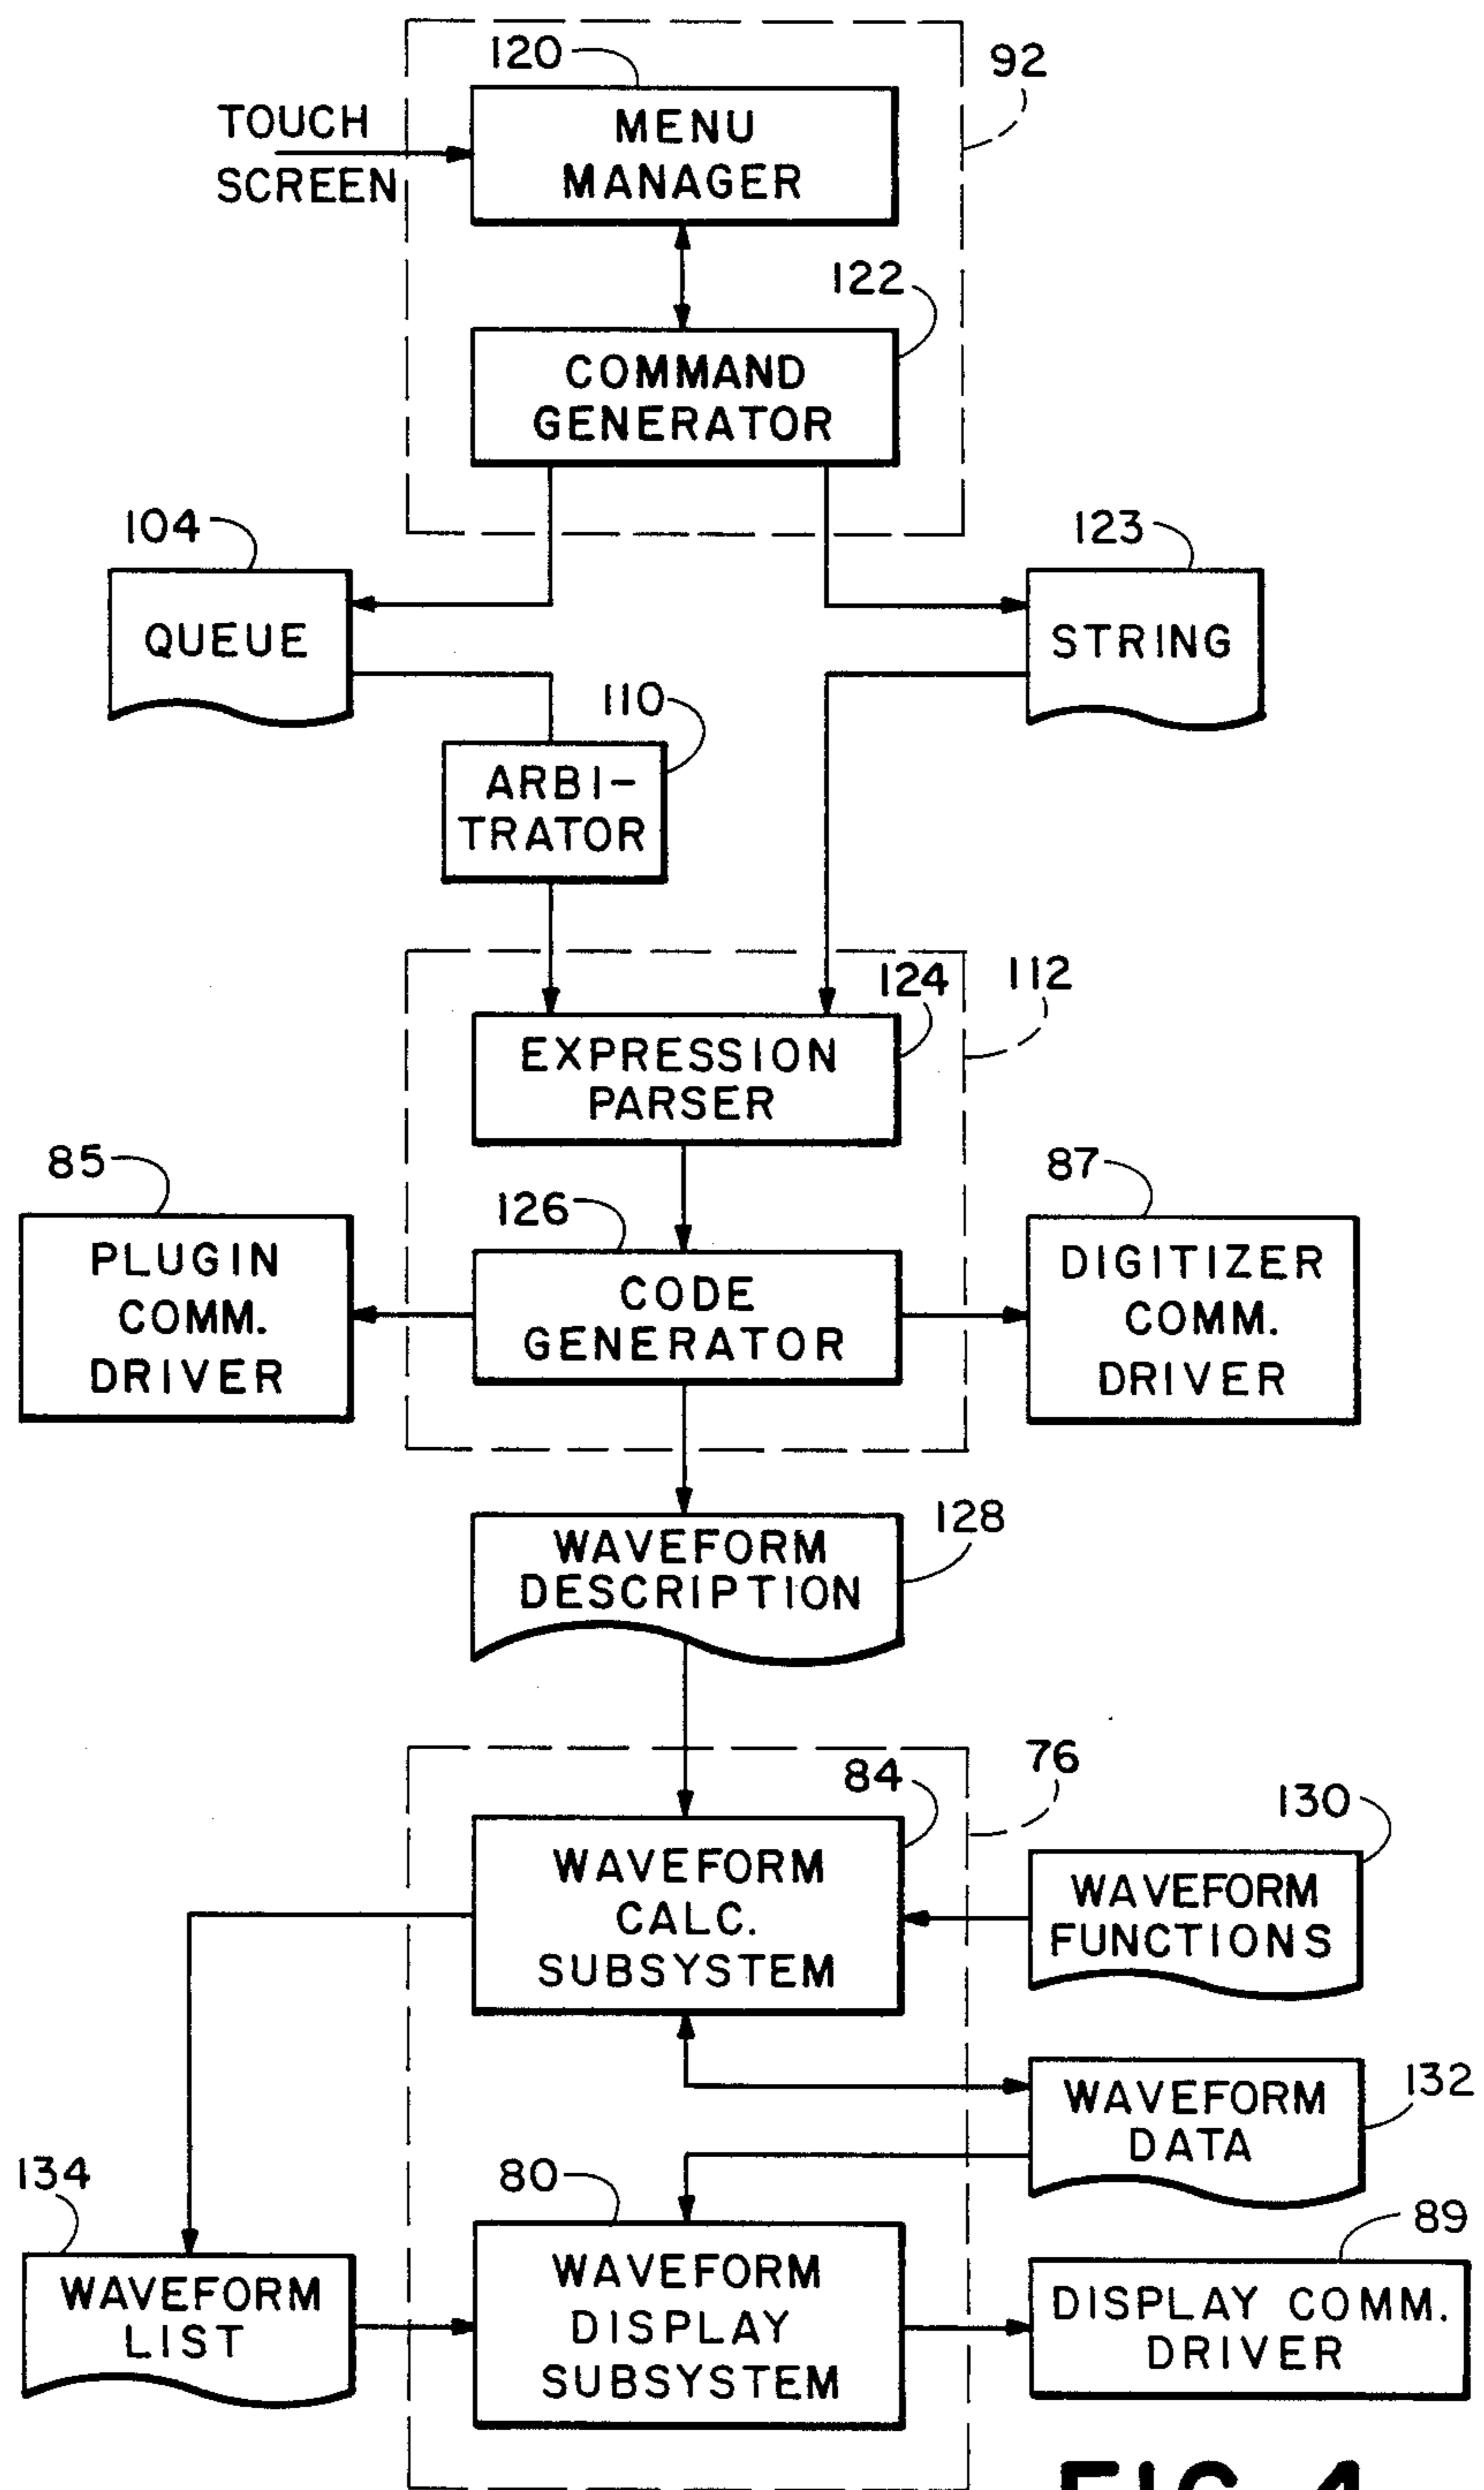 120
92
TOUCH
SCREEN
MENU
MANAGER
122
COMMAND
GENERATOR
104
QUEUE
123
STRING
110
ARBI-
TRATOR
124
112
EXPRESSION
PARSER
85
PLUGIN
COMM.
DRIVER
126
CODE
GENERATOR
87
DIGITIZER
COMM.
DRIVER
WAVEFORM
DESCRIPTION
128
76
84
WAVEFORM
CALC.
SUBSYSTEM
130
WAVEFORM
FUNCTIONS
WAVEFORM
DATA
132
134
WAVEFORM
LIST
80
WAVEFORM
DISPLAY
SUBSYSTEM
89
DISPLAY COMM.
DRIVER
FIG. 4